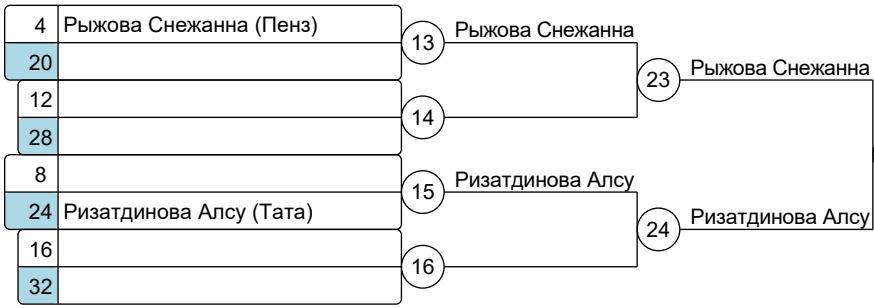 4 Рыжова Снежанна (Пенз)
20
13 Рыжова Снежанна
12
28
14
23 Рыжова Снежанна
8
24 Ризатдинова Алсу (Тата)
15 Ризатдинова Алсу
16
32
16
24 Ризатдинова Алсу